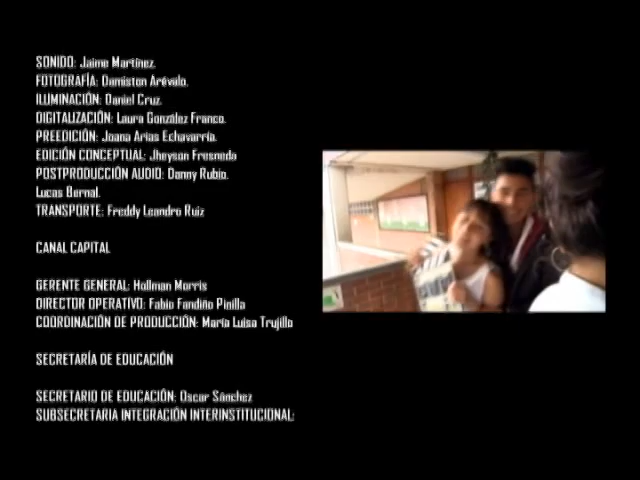 SONIDO: Jaime Martínez.
FOTOGRAFÍA: Damiston Arévalo.
ILUMINACIÓN: Daniel Cruz.
DIGITALIZACIÓN: Laura González Franco.
PREEDICIÓN: Joana Arias Echavarría.
EDICIÓN CONCEPTUAL: Jheyson Fresneda
POSTPRODUCCIÓN AUDIO: Danny Rubio.
Lucas Bernal.
TRANSPORTE: Freddy Leandro Ruiz
CANAL CAPITAL
GERENTE GENERAL: Hollman Morris
DIRECTOR OPERATIVO: Fabio Fandiño Pinilla
COORDINACIÓN DE PRODUCCIÓN: María Luisa Trujillo
SECRETARÍA DE EDUCACIÓN
SECRETARIO DE EDUCACIÓN: Oscar Sánchez
SUBSECRETARIA INTEGRACIÓN INTERINSTITUCIONAL: